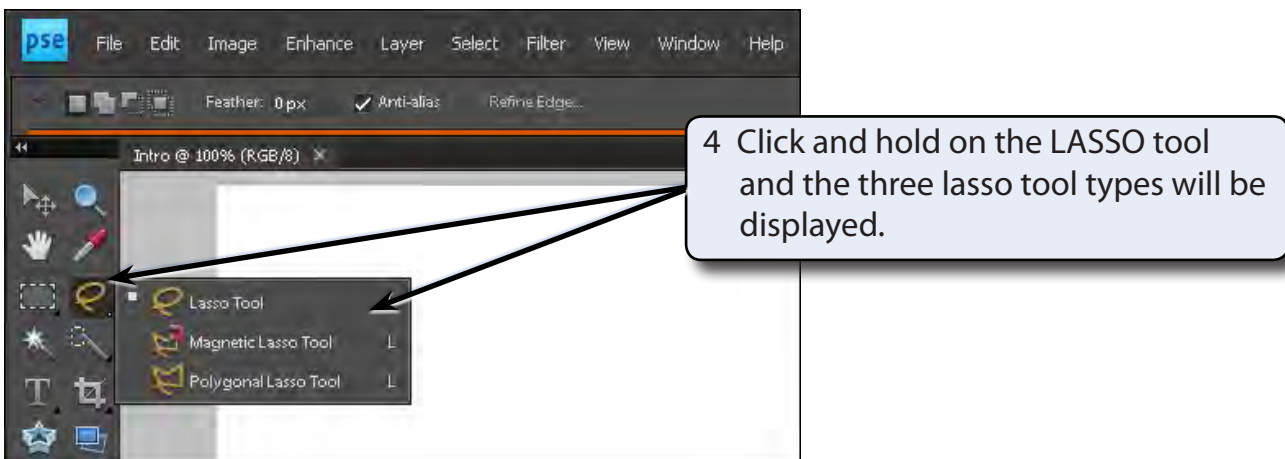 pse File Edit Image Enhance Layer Select Filter View Window Help
Feather: 0 px Anti-alias Refine Edge...
Intro @ 100% (RGB/8) ×
4 Click and hold on the LASSO tool
and the three lasso tool types will be
displayed.
Lasso Tool
Magnetic Lasso Tool L
Polygonal Lasso Tool L
T